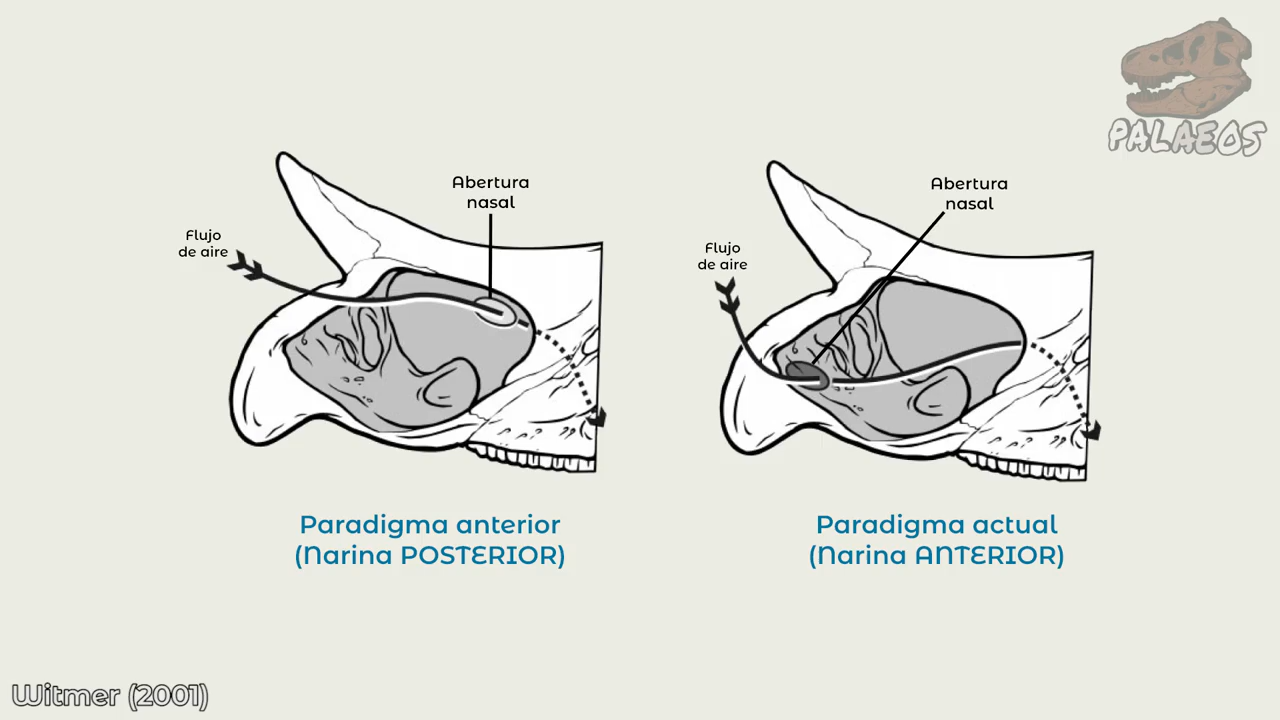 PALAEOS
Abertura
nasal
Flujo
de aire
Abertura
nasal
Flujo
de aire
Paradigma anterior
(Narina POSTERIOR)
Paradigma actual
(Narina ANTERIOR)
Witmer (2001)